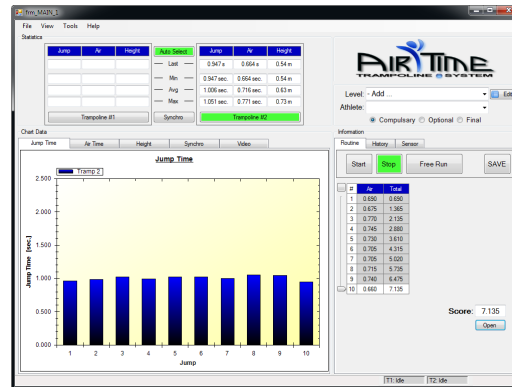 frm_MAIN_T
File View Tools Help
Statistics
Jump Air Height
Auto Select
Jump Air Height
Last 0.947 s 0.664 s 0.54 m
Min 0.947 sec. 0.664 sec. 0.54 m
Avg 1.006 sec. 0.716 sec. 0.63 m
Max 1.051 sec. 0.771 sec. 0.73 m
Trampoline #1 Synchro Trampoline #2
AIRTIME
TRAMPOLINE SYSTEM
Level: - Add ... Edit
Athlete:
Compulsary Optional Final
Chart Data
Jump Time Air Time Height Synchro Video
Jump Time
Tramp 2
Jump Time [sec.]
2.500
2.000
1.500
1.000
0.500
0.000
1 2 3 4 5 6 7 8 9 10
Jump
Information
Routine History Sensor
Start Stop Free Run SAVE
# Air Total
1 0.690 0.690
2 0.675 1.365
3 0.770 2.135
4 0.745 2.880
5 0.730 3.610
6 0.705 4.315
7 0.705 5.020
8 0.715 5.735
9 0.740 6.475
10 0.660 7.135
Score: 7.135
Open
T1: Idle T2: Idle